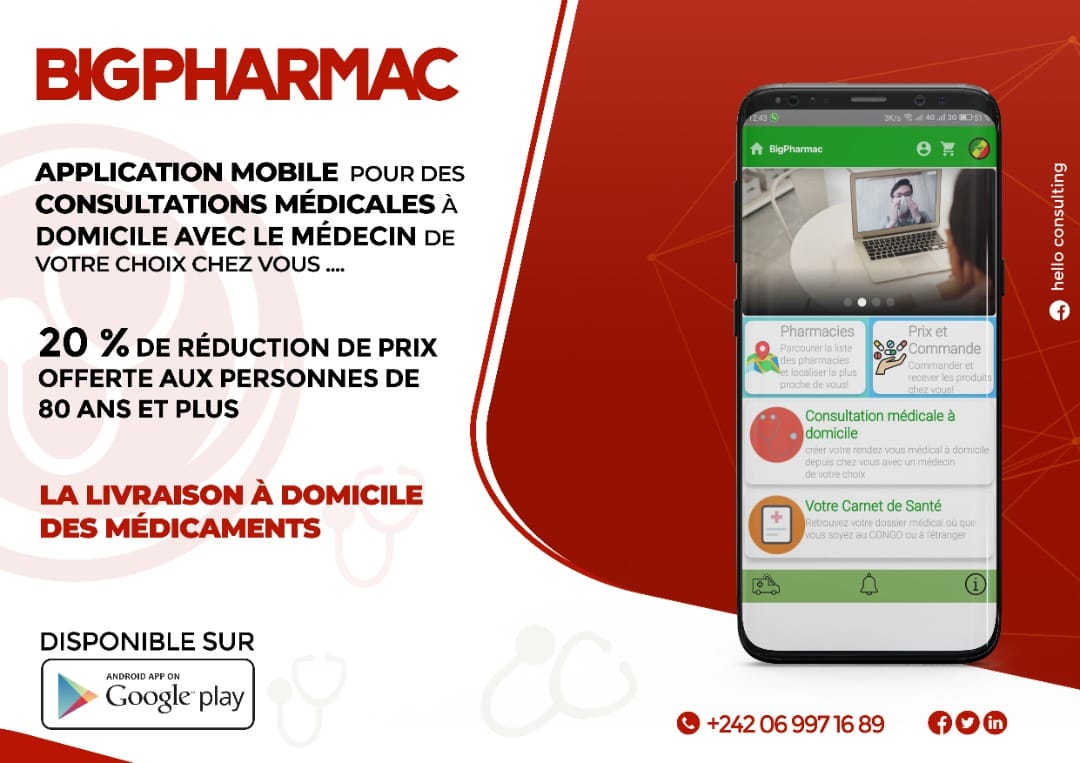 BIGPHARMAC
APPLICATION MOBILE POUR DES
CONSULTATIONS MÉDICALES À
DOMICILE AVEC LE MÉDECIN DE
VOTRE CHOIX CHEZ VOUS ....
20 % DE RÉDUCTION DE PRIX
OFFERTE AUX PERSONNES DE
80 ANS ET PLUS
LA LIVRAISON À DOMICILE
DES MÉDICAMENTS
DISPONIBLE SUR
ANDROID APP ON
Google play
12:43 3K/s 4G 3G 51
BigPharmac
Pharmacies
Parcourer la liste
des pharmacies
et localiser la plus
proche de vous!
Prix et
Commande
Commander et
recever les produits
chez vous!
Consultation médicale à
domicile
créer votre rendez vous médical à domicile
depuis chez vous avec un médecin
de votre choix
Votre Carnet de Santé
Retrouvez votre dossier médical où que
vous soyez au CONGO ou à l'étranger
hello consulting
+242 06 997 16 89